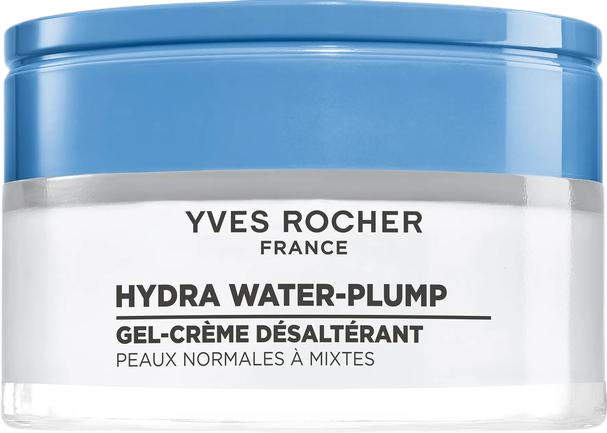 YVES ROCHER
FRANCE
HYDRA WATER-PLUMP
GEL-CRÈME DÉSALTÉRANT
PEAUX NORMALES À MIXTES